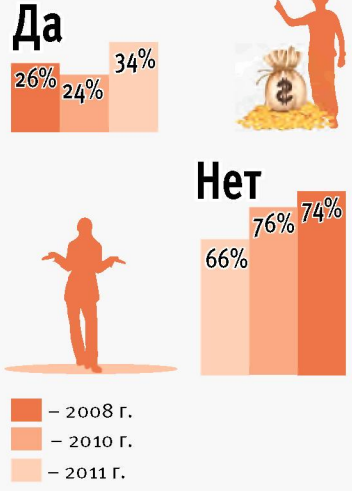 Да
26%
24%
34%
Нет
66%
76%
74%
– 2008 г.
– 2010 г.
– 2011 г.